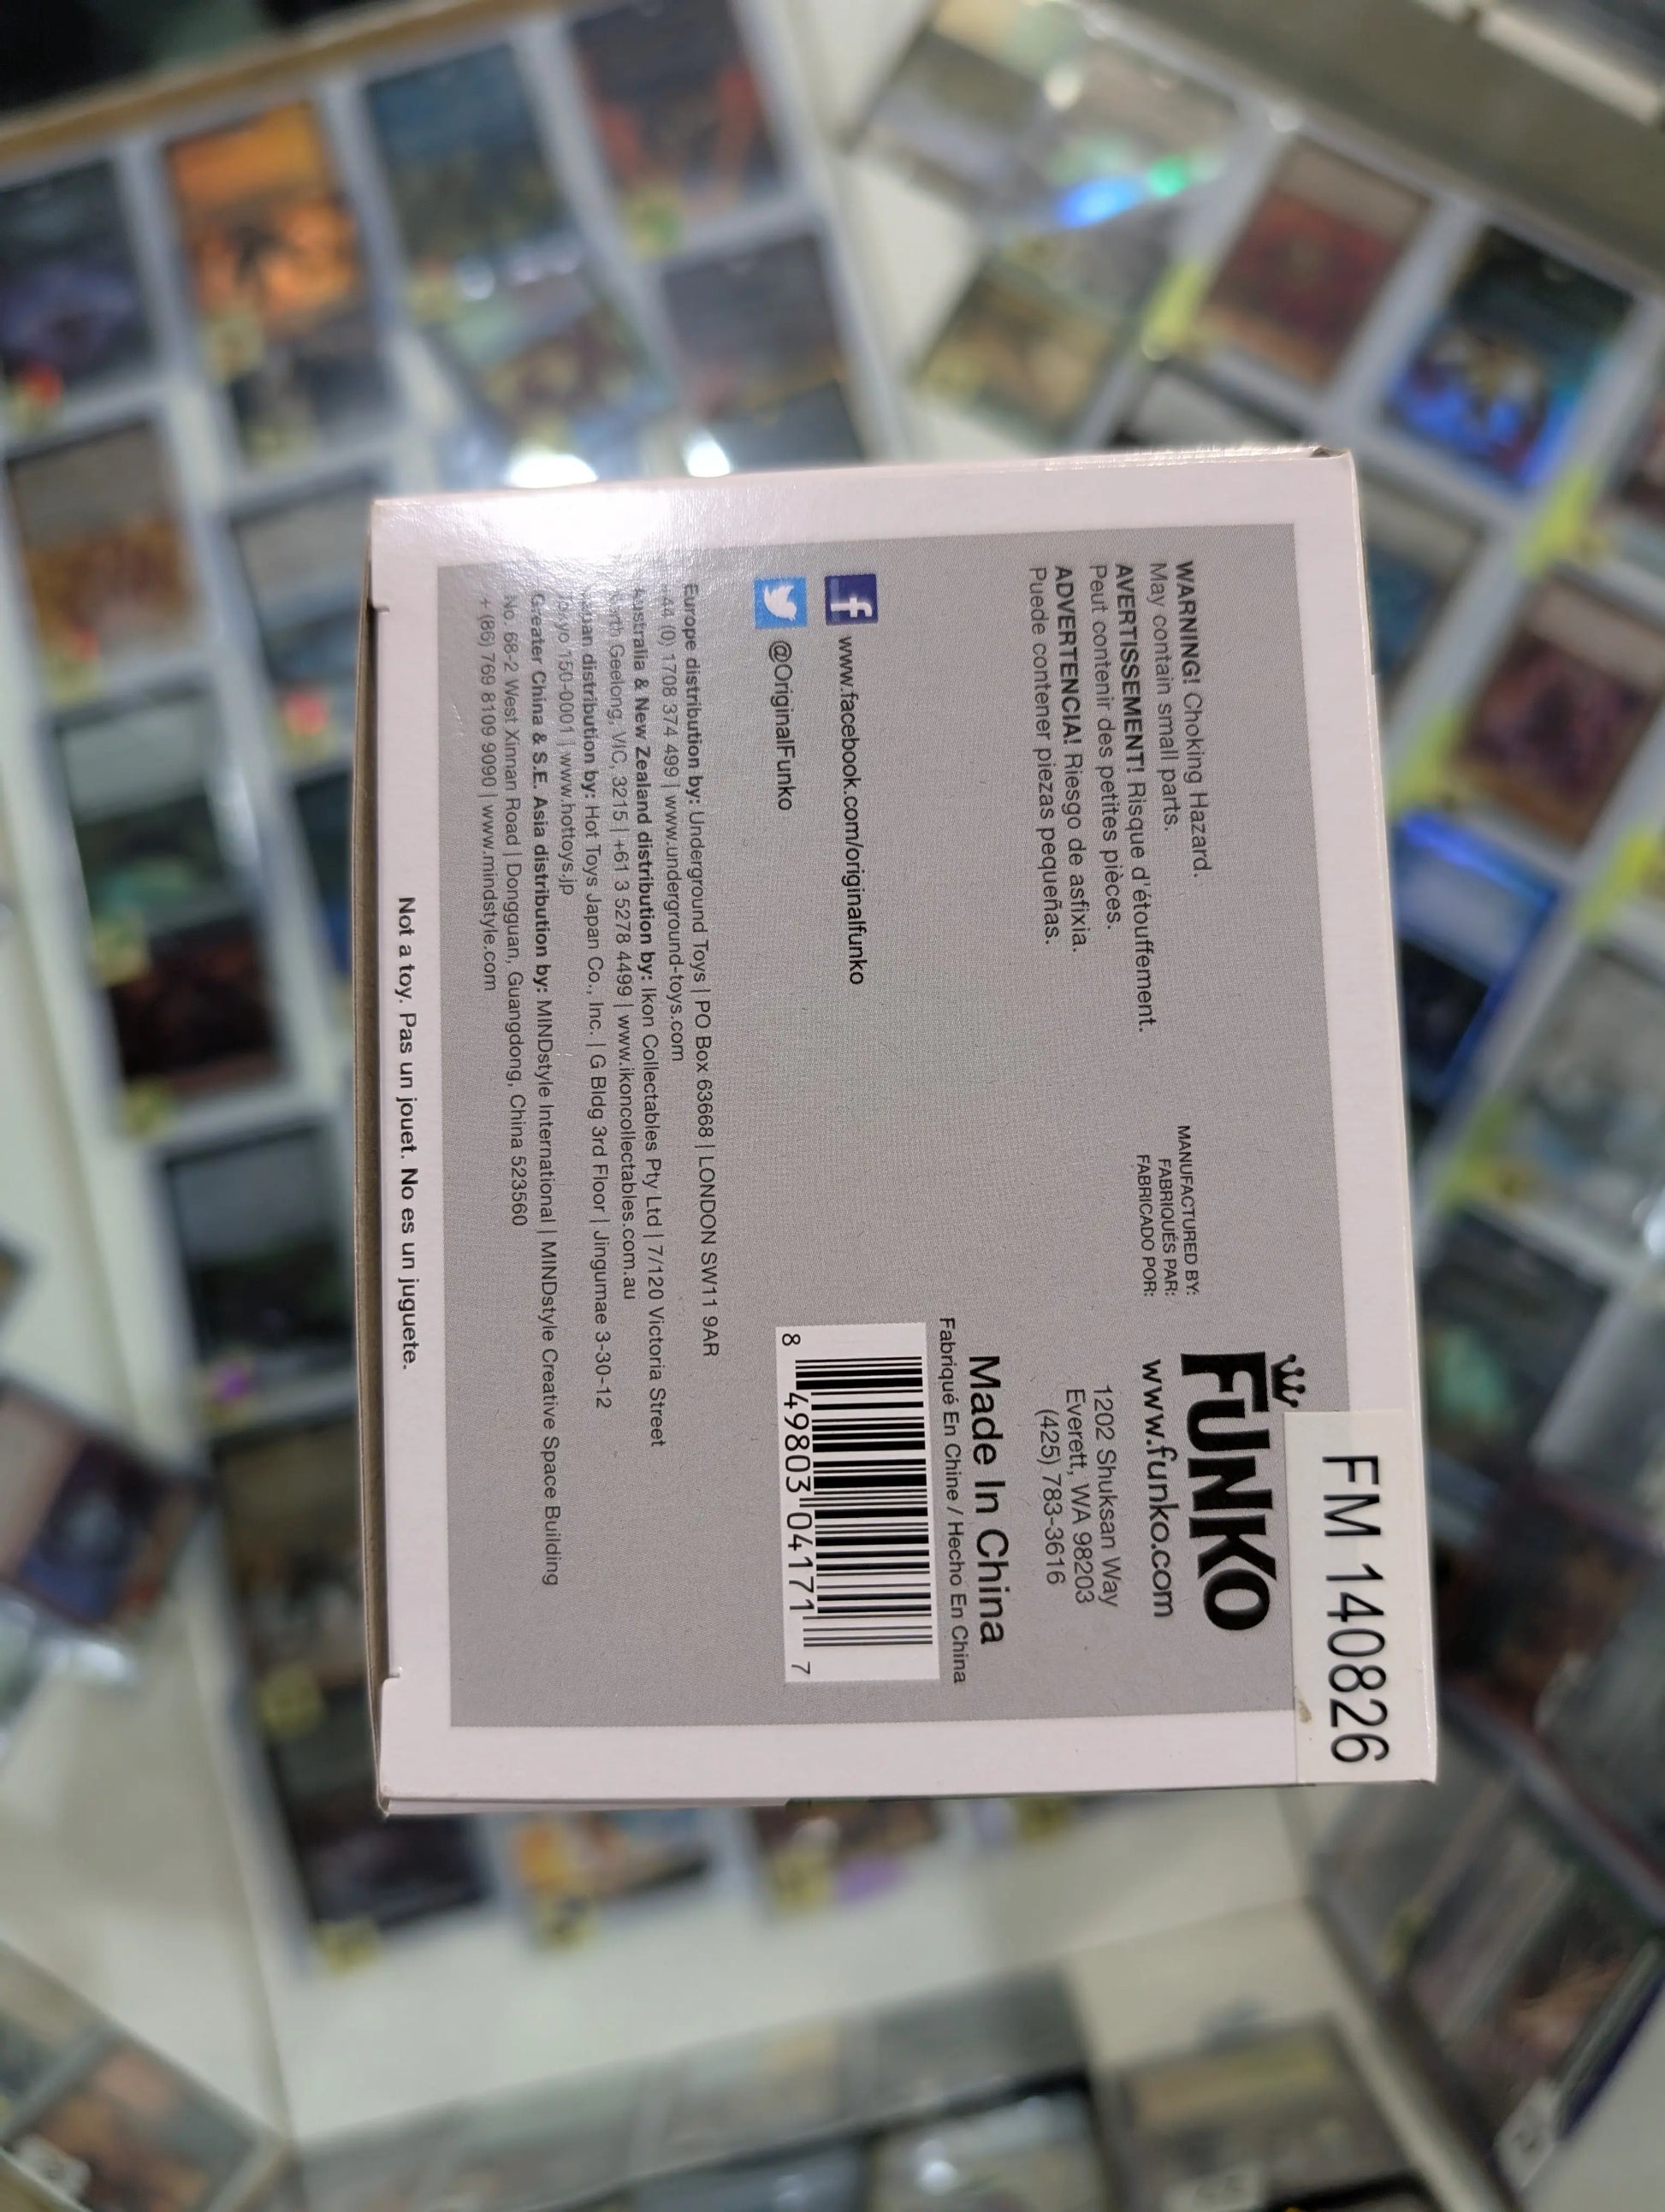 FM 140826
WARNING! Choking Hazard.
May contain small parts.
AVERTISSEMENT! Risque d'étouffement.
Peut contenir des petites pièces.
ADVERTENCIA! Riesgo de asfixia.
Puede contener piezas pequeñas.
MANUFACTURED BY:
FABRIQUÉS PAR:
FABRICADO POR:
FUNKO
www.funko.com
1202 Shuksan Way
Everett, WA 98203
(425) 783-3616
Made In China
Fabriqué En Chine / Hecho En China
f www.facebook.com/originalfunko
@OriginalFunko
8 49803 04171 7
Europe distribution by: Underground Toys | PO Box 63668 | LONDON SW11 9AR
44 (0) 1708 374 499 | www.underground-toys.com
Australia & New Zealand distribution by: Ikon Collectables Pty Ltd | 7/120 Victoria Street
North Geelong, VIC, 3215 | +61 3 5278 4499 | www.ikoncollectables.com.au
Japan distribution by: Hot Toys Japan Co., Inc. | G Bldg 3rd Floor | Jingumae 3-30-12
Tokyo 150-0001 | www.hottoys.jp
Greater China & S.E. Asia distribution by: MINDstyle International | MINDstyle Creative Space Building
No. 68-2 West Xinnan Road | Dongguan, Guangdong, China 523560
+ (86) 769 8109 9090 | www.mindstyle.com
Not a toy. Pas un jouet. No es un juguete.